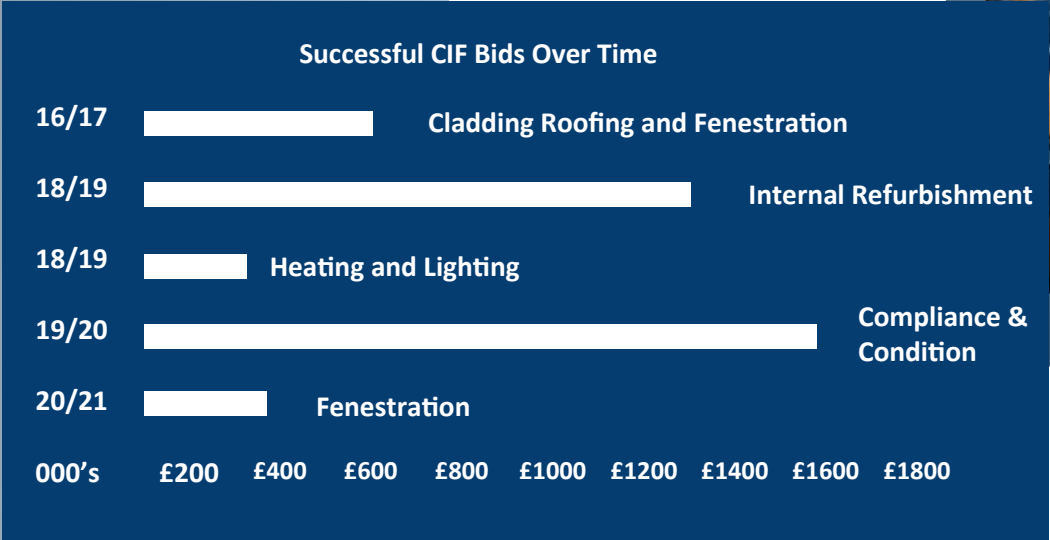 Successful CIF Bids Over Time
16/17
Cladding Roofing and Fenestration
18/19
Internal Refurbishment
18/19
Heating and Lighting
19/20
Compliance &
Condition
20/21
Fenestration
000's £200 £400 £600 £800 £1000 £1200 £1400 £1600 £1800